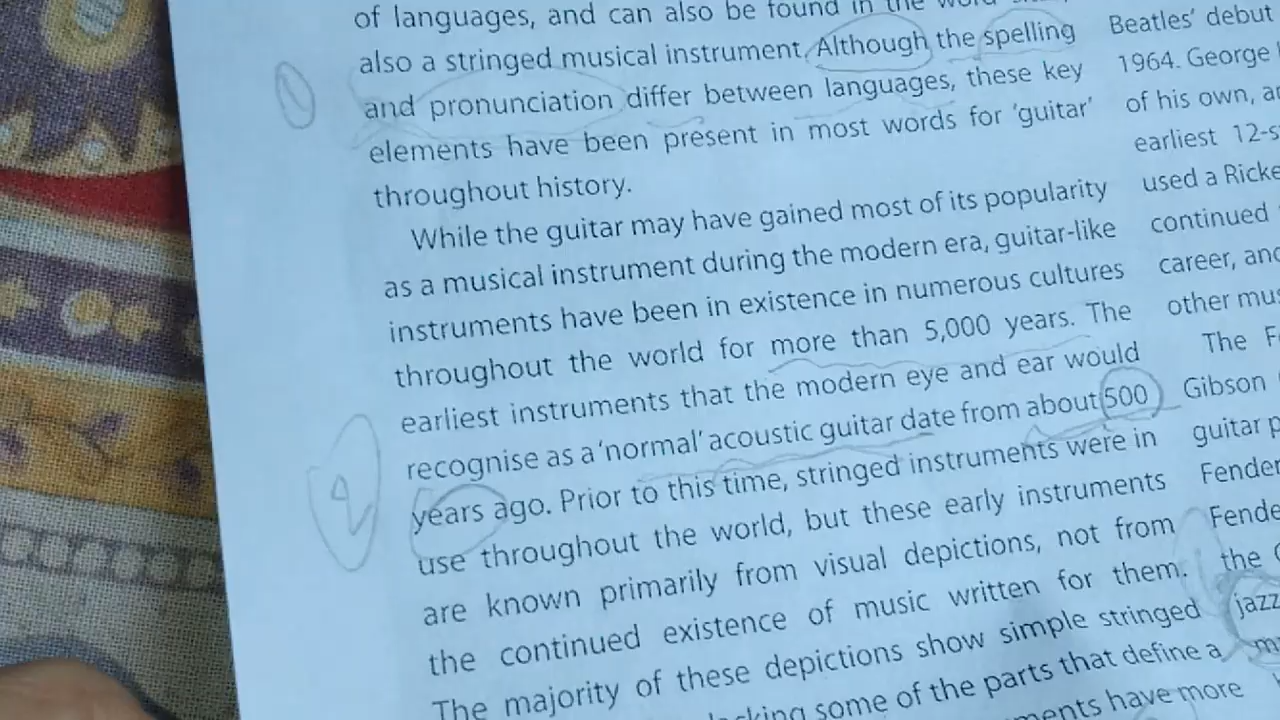 of languages, and can also be found in the
also a stringed musical instrument. Although the spelling
and pronunciation differ between languages, these key
elements have been present in most words for 'guitar'
throughout history.
While the guitar may have gained most of its popularity
as a musical instrument during the modern era, guitar-like
instruments have been in existence in numerous cultures
throughout the world for more than 5,000 years. The
earliest instruments that the modern eye and ear would
recognise as a 'normal' acoustic guitar date from about 500
years ago. Prior to this time, stringed instruments were in
use throughout the world, but these early instruments
are known primarily from visual depictions, not from
the continued existence of music written for them.
The majority of these depictions show simple stringed
some of the parts that define a
have more
Beatles' debut
1964. George
of his own,
earliest 12-s
used a Ricke
continued
career, and
other mus
The
Gibson
guitar p
Fender
Fende
the
jazz